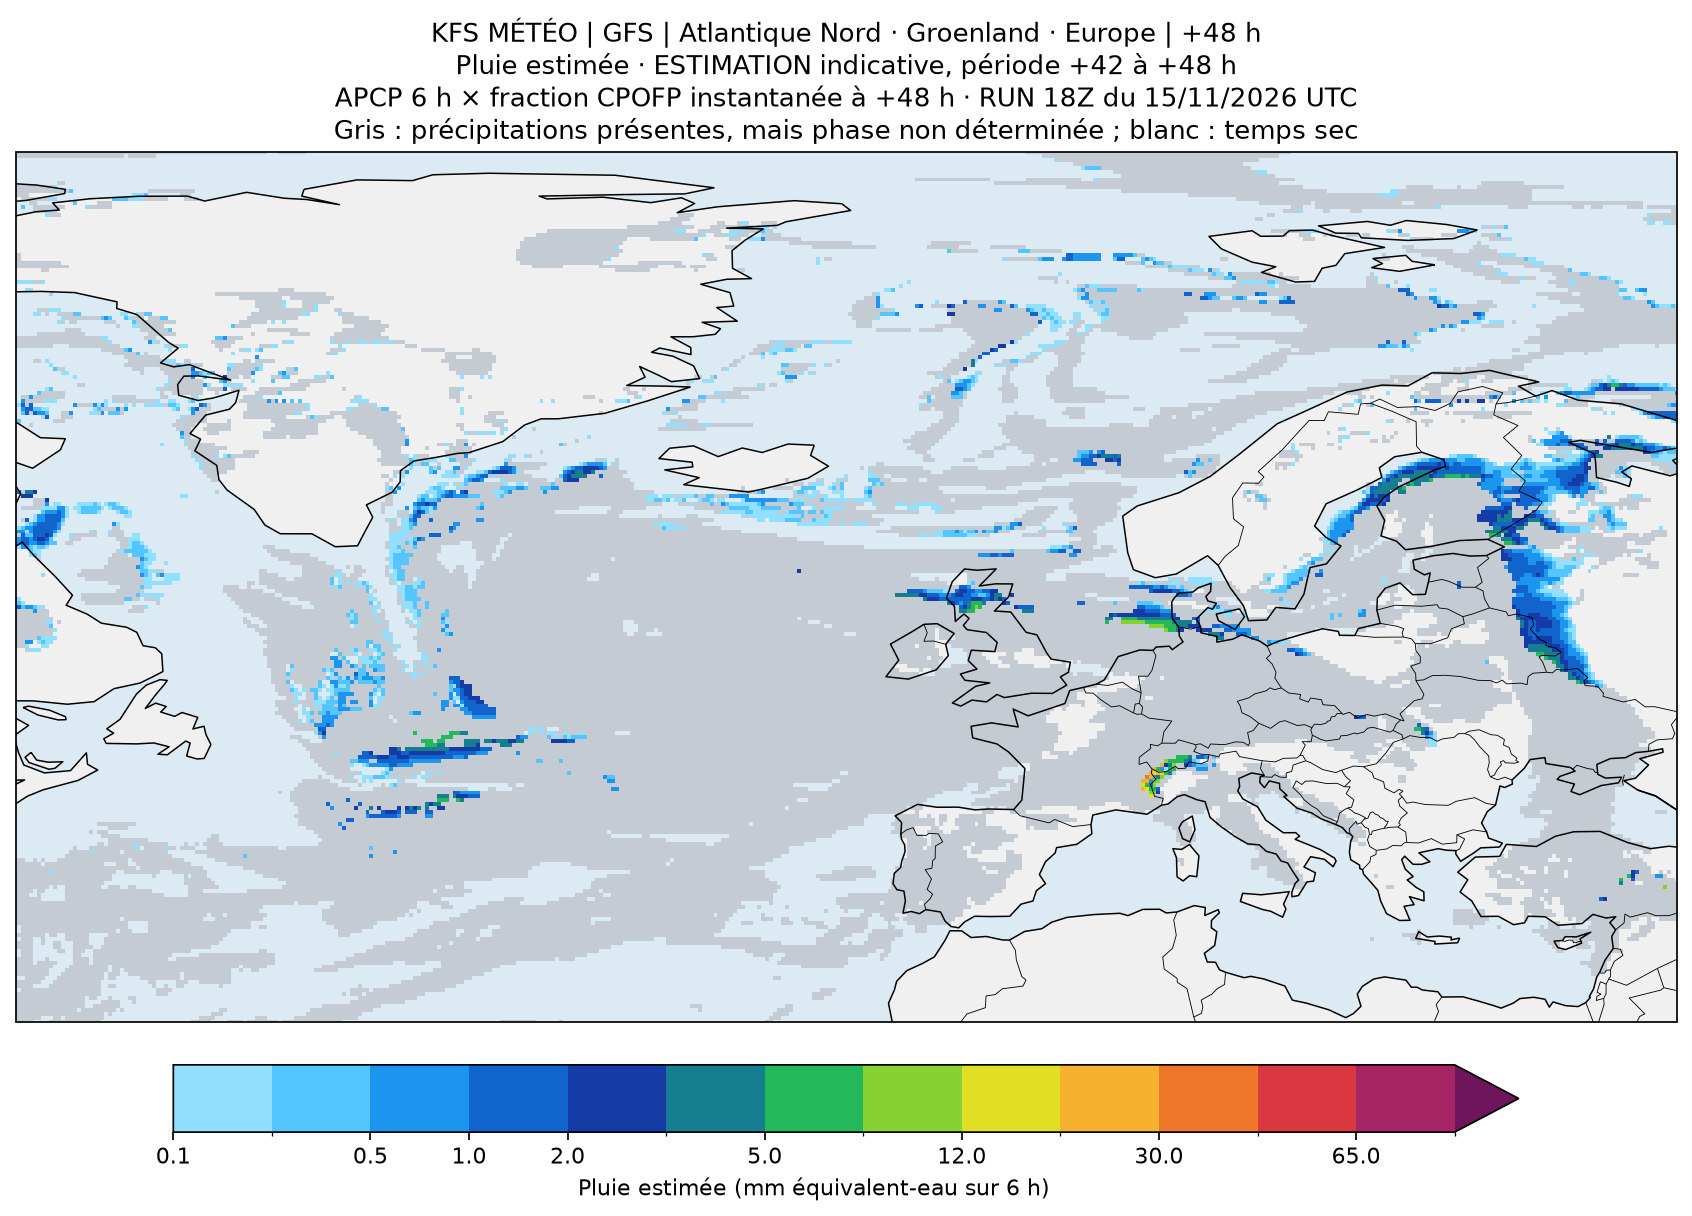 KFS MÉTÉO | GFS | Atlantique Nord · Groenland · Europe | +48 h
Pluie estimée · ESTIMATION indicative, période +42 à +48 h
APCP 6 h × fraction CPOFP instantanée à +48 h · RUN 18Z du 15/11/2026 UTC
Gris : précipitations présentes, mais phase non déterminée ; blanc : temps sec
0.1 0.5 1.0 2.0 5.0 12.0 30.0 65.0
Pluie estimée (mm équivalent-eau sur 6 h)